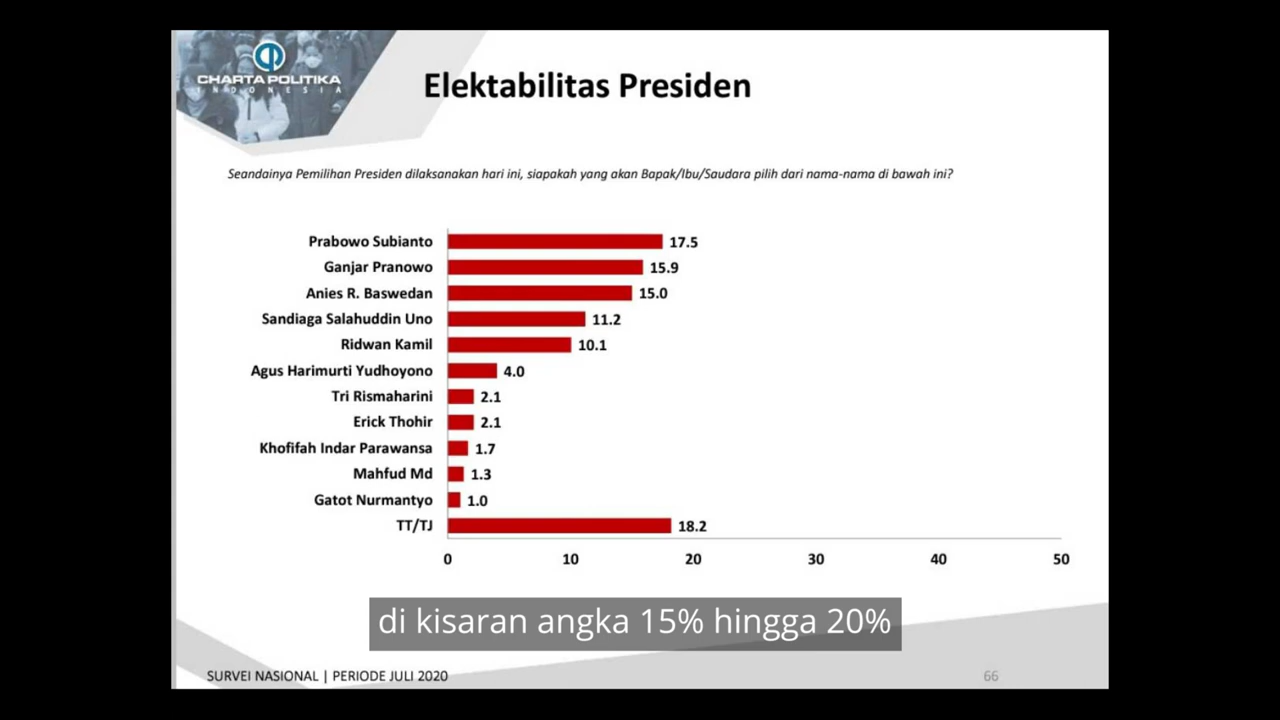 CHARTA POLITIKA
INDONESIA
Elektabilitas Presiden
Seandainya Pemilihan Presiden dilaksanakan hari ini, siapakah yang akan Bapak/Ibu/Saudara pilih dari nama-nama di bawah ini?
Prabowo Subianto 17.5
Ganjar Pranowo 15.9
Anies R. Baswedan 15.0
Sandiaga Salahuddin Uno 11.2
Ridwan Kamil 10.1
Agus Harimurti Yudhoyono 4.0
Tri Rismaharini 2.1
Erick Thohir 2.1
Khofifah Indar Parawansa 1.7
Mahfud Md 1.3
Gatot Nurmantyo 1.0
TT/TJ 18.2
0 10 20 30 40 50
di kisaran angka 15% hingga 20%
SURVEI NASIONAL | PERIODE JULI 2020 66